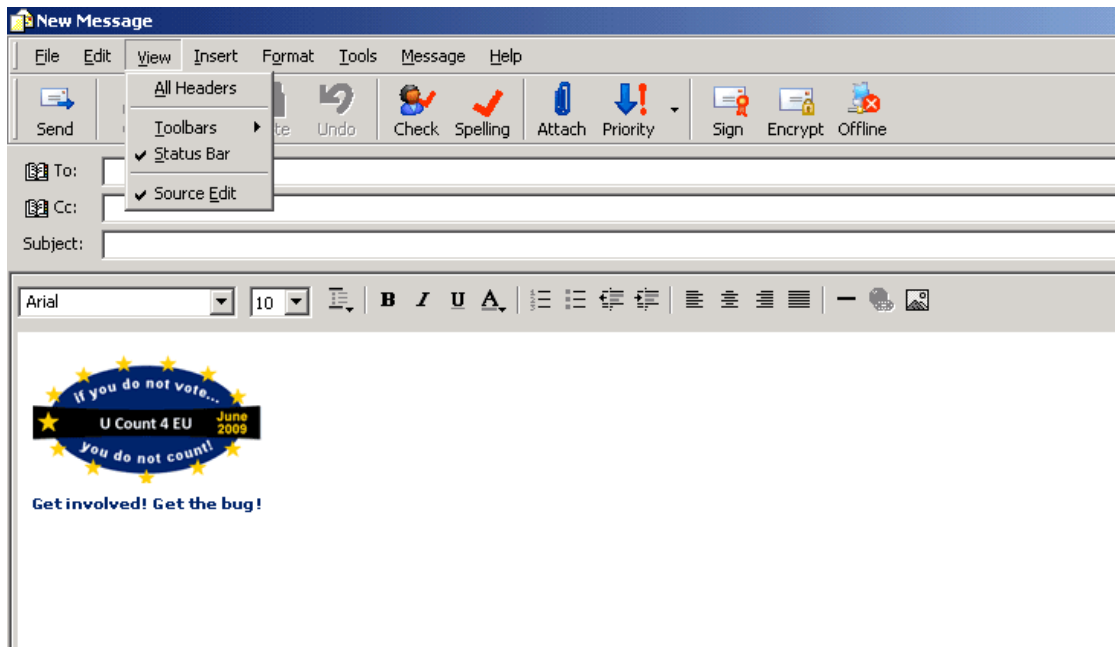 New Message
File Edit View Insert Format Tools Message Help
All Headers
Toolbars
Status Bar
Source Edit
Send Undo Check Spelling Attach Priority Sign Encrypt Offline
To:
Cc:
Subject:
Arial 10 B I U A
if you do not vote...
U Count 4 EU June 2009
you do not count!
Get involved! Get the bug!